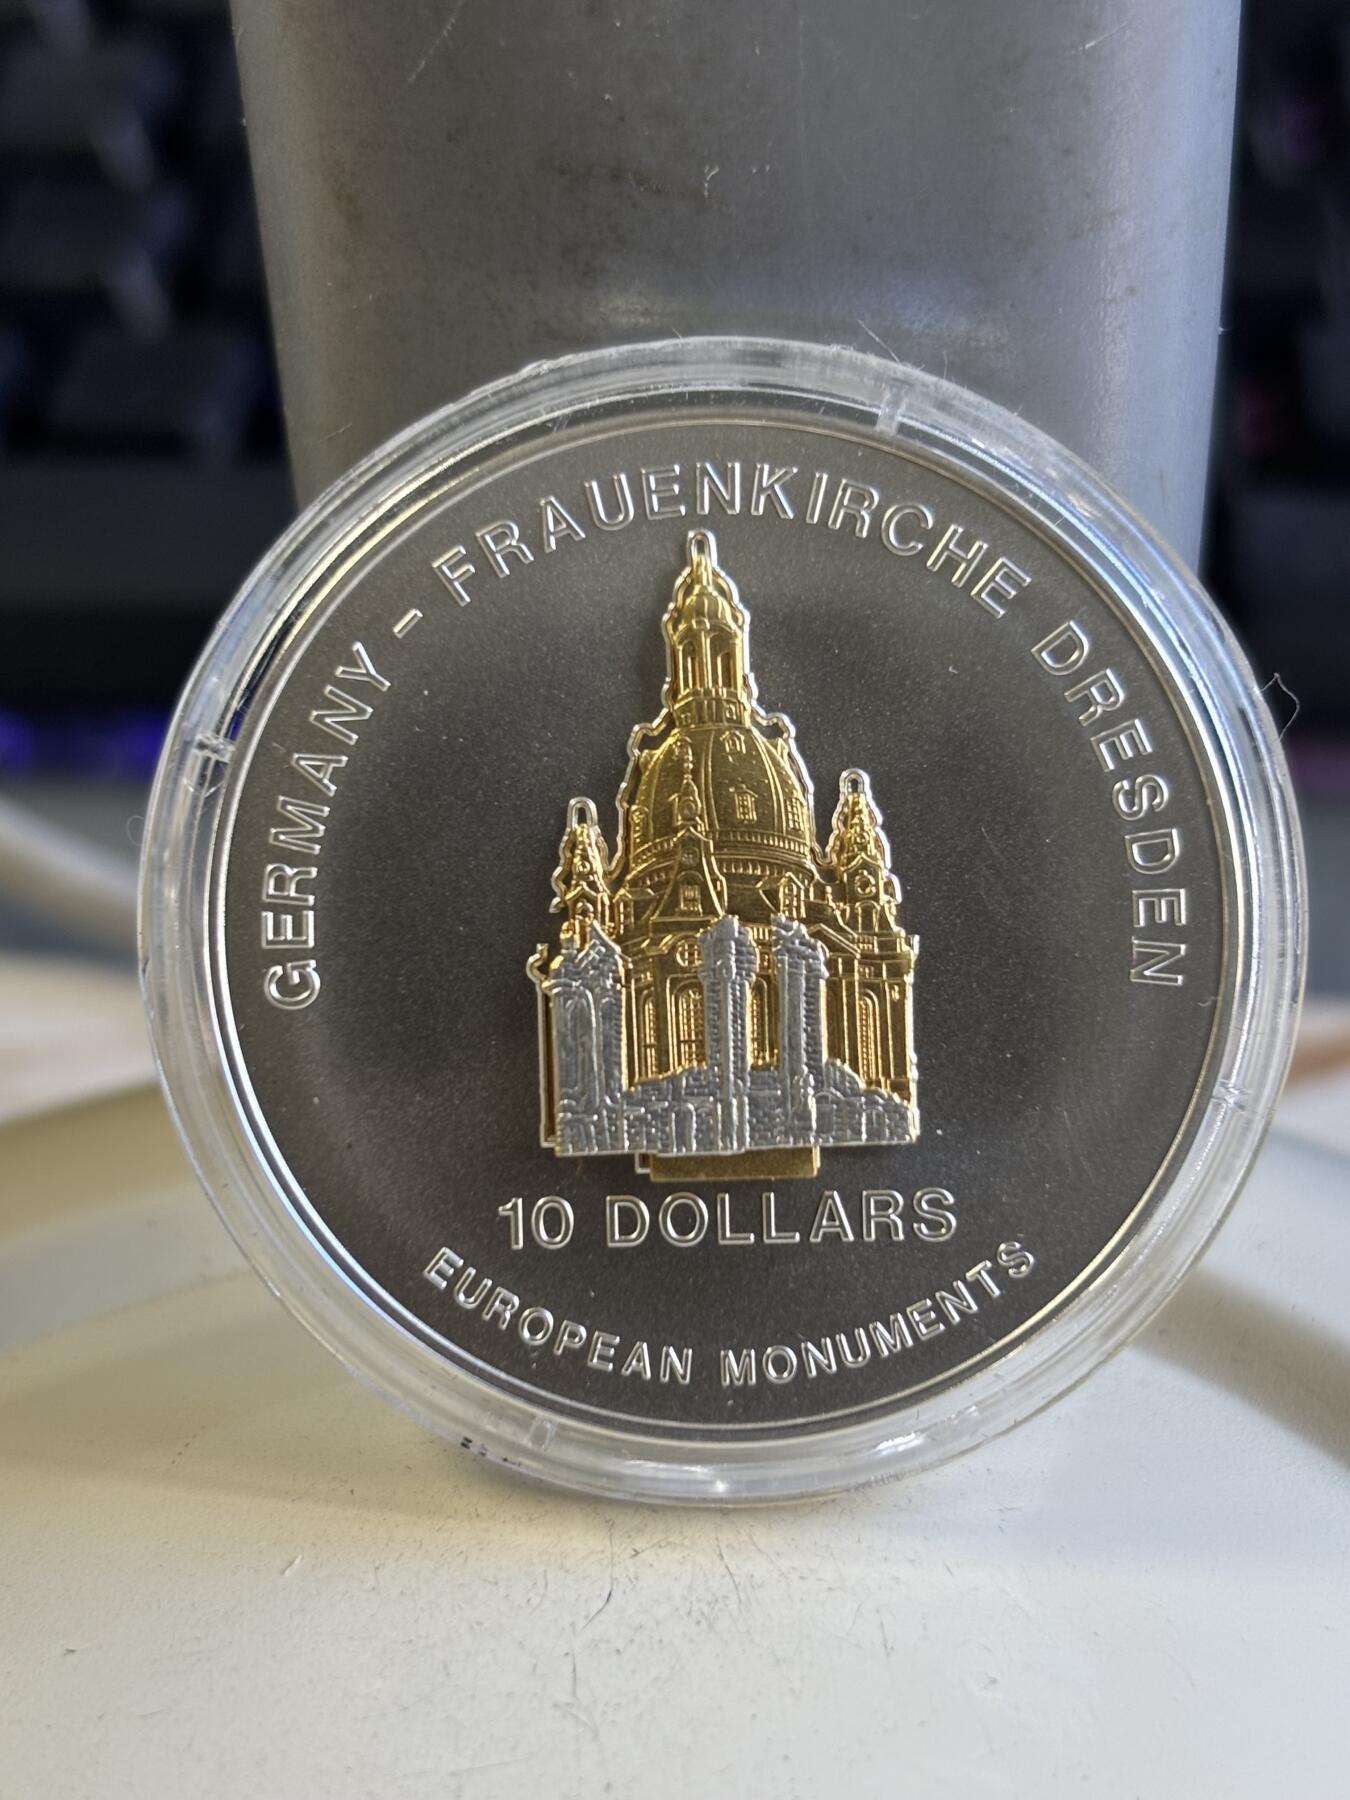 GERMANY - FRAUENKIRCHE DRESDEN
10 DOLLARS
EUROPEAN MONUMENTS